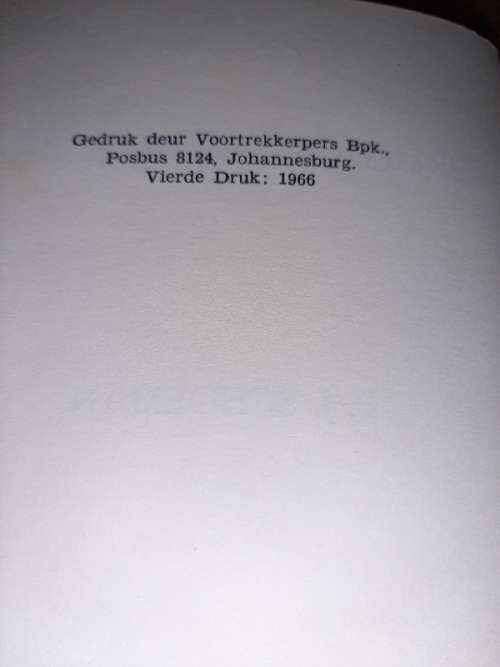 Gedruk deur Voortrekkerpers Bpk.,
Posbus 8124, Johannesburg.
Vierde Druk: 1966